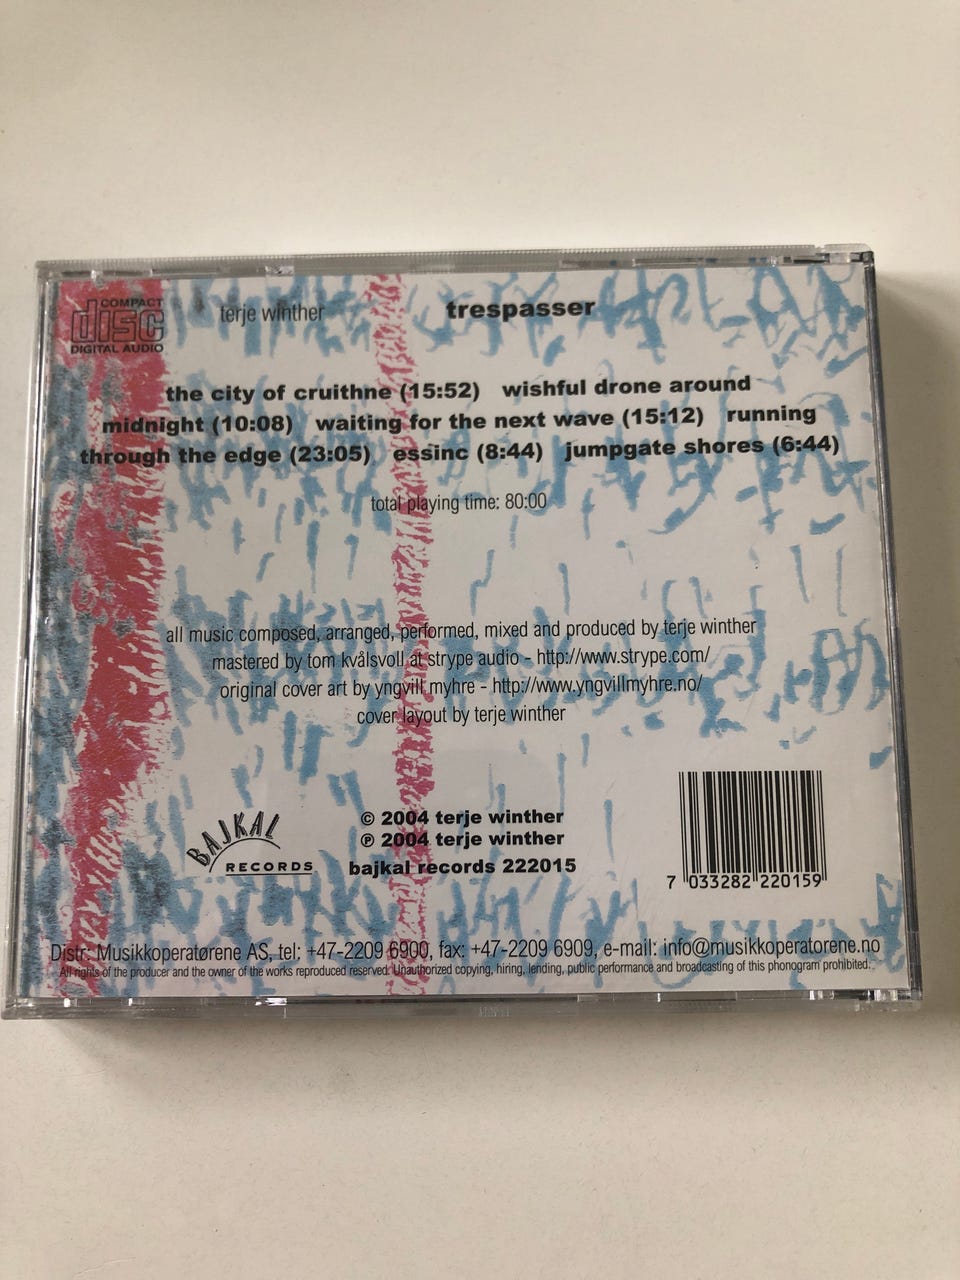 COMPACT
disc
DIGITAL AUDIO
terje winther trespasser
the city of cruithne (15:52) wishful drone around
midnight (10:08) waiting for the next wave (15:12) running
through the edge (23:05) essinc (8:44) jumpgate shores (6:44)
total playing time: 80:00
all music composed, arranged, performed, mixed and produced by terje winther
mastered by tom kvålsvoll at strype audio - http://www.strype.com/
original cover art by yngvill myhre - http://www.yngvillmyhre.no/
cover layout by terje winther
BAJKAL
RECORDS
© 2004 terje winther
℗ 2004 terje winther
bajkal records 222015
7 033282 220159
Distr: Musikkoperatørene AS, tel: +47-2209 6900, fax: +47-2209 6909, e-mail: info@musikkoperatorene.no
All rights of the producer and the owner of the works reproduced reserved. Unauthorized copying, hiring, lending, public performance and broadcasting of this phonogram prohibited.